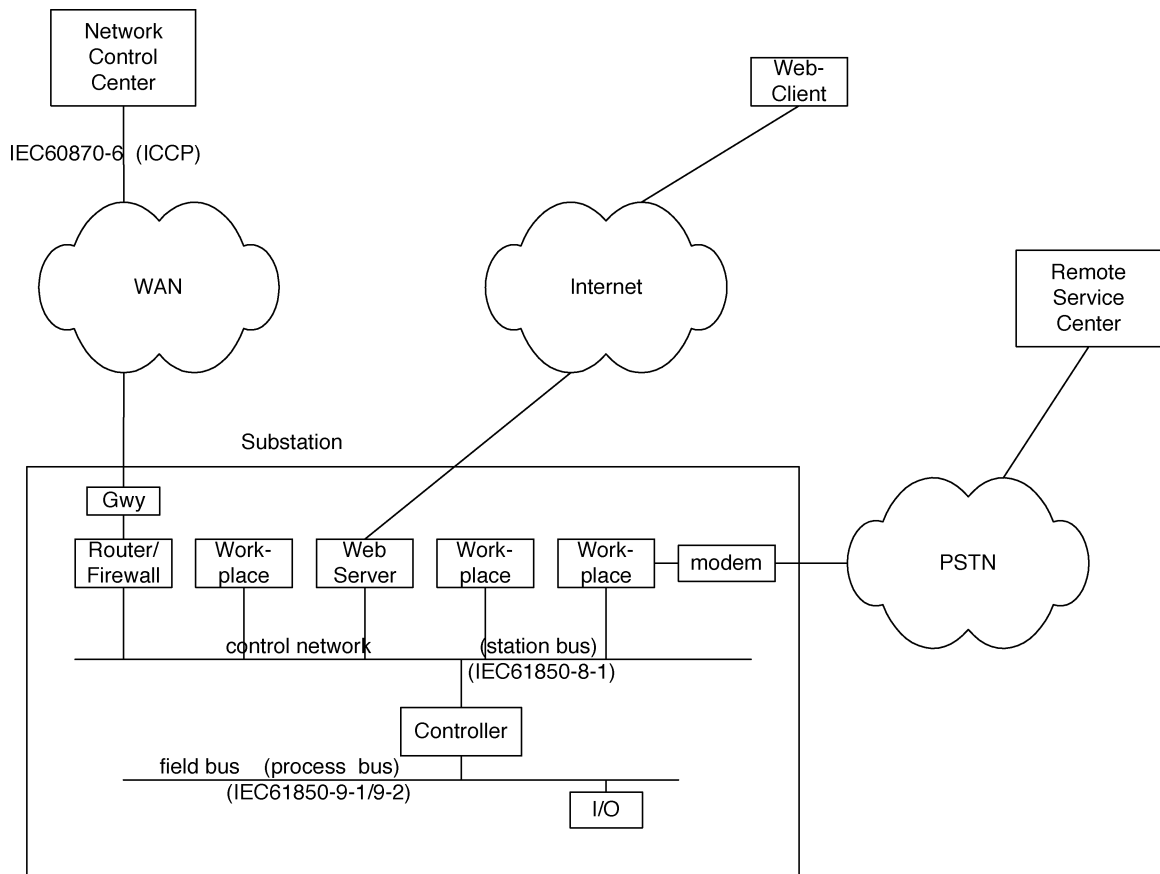 Network
Control
Center
Web-
Client
IEC60870-6 (ICCP)
WAN
Internet
Remote
Service
Center
Substation
Gwy
Router/
Firewall
Work-
place
Web
Server
Work-
place
Work-
place
modem
PSTN
control network (station bus)
(IEC61850-8-1)
Controller
field bus (process bus)
(IEC61850-9-1/9-2)
I/O